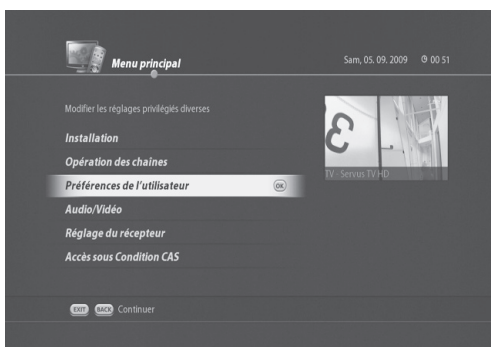 Menu principal
Sam, 05. 09. 2009 00 51
Modifier les réglages privilégiés diverses
Installation
Opération des chaînes
Préférences de l'utilisateur OK
Audio/Vidéo
Réglage du récepteur
Accès sous Condition CAS
3
TV - Servus TV HD
EXIT BACK Continuer